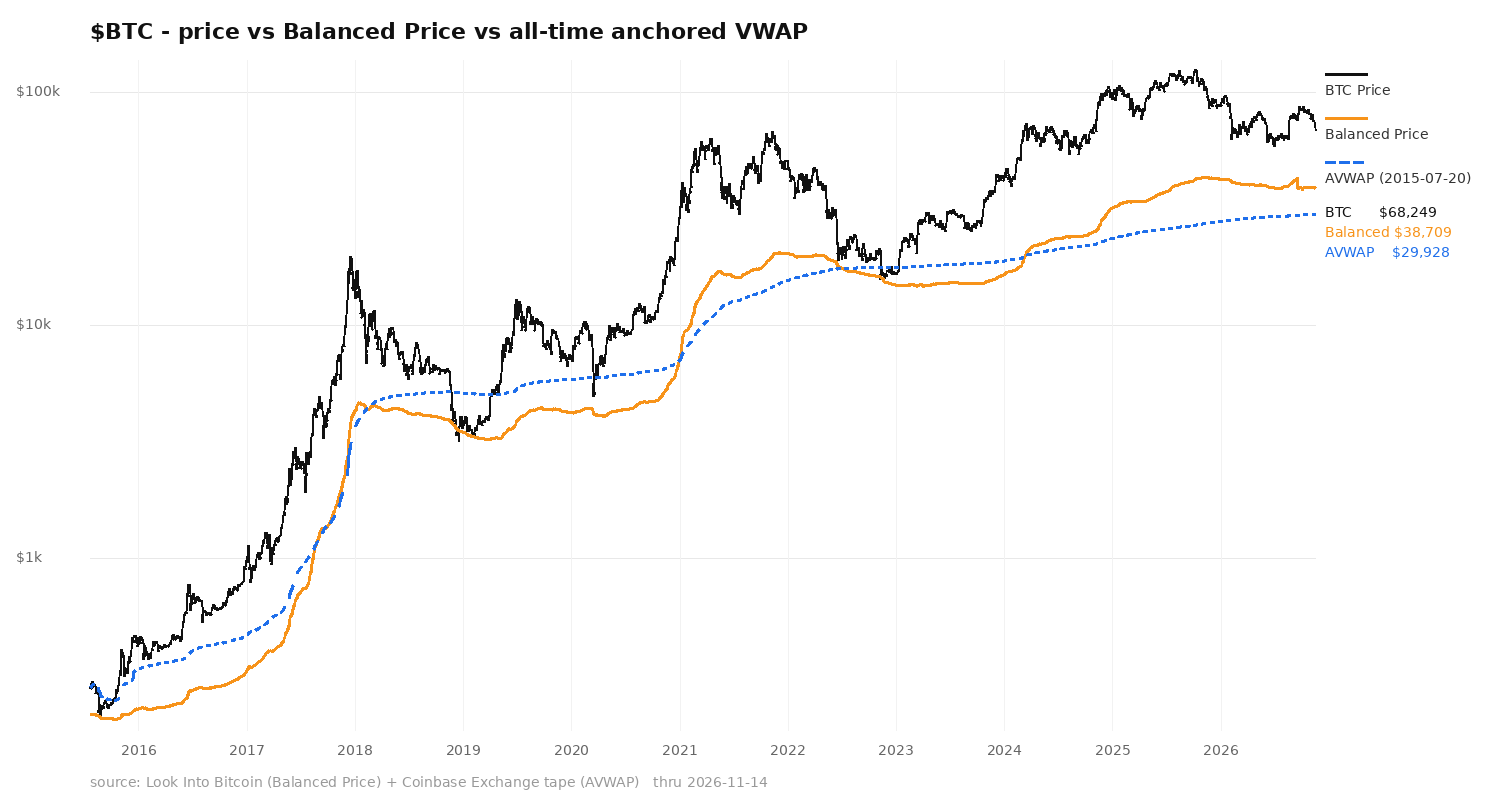 $BTC - price vs Balanced Price vs all-time anchored VWAP
$100k
$10k
$1k
BTC Price
Balanced Price
AVWAP (2015-07-20)
BTC $68,249
Balanced $38,709
AVWAP $29,928
2016 2017 2018 2019 2020 2021 2022 2023 2024 2025 2026
source: Look Into Bitcoin (Balanced Price) + Coinbase Exchange tape (AVWAP) thru 2026-11-14